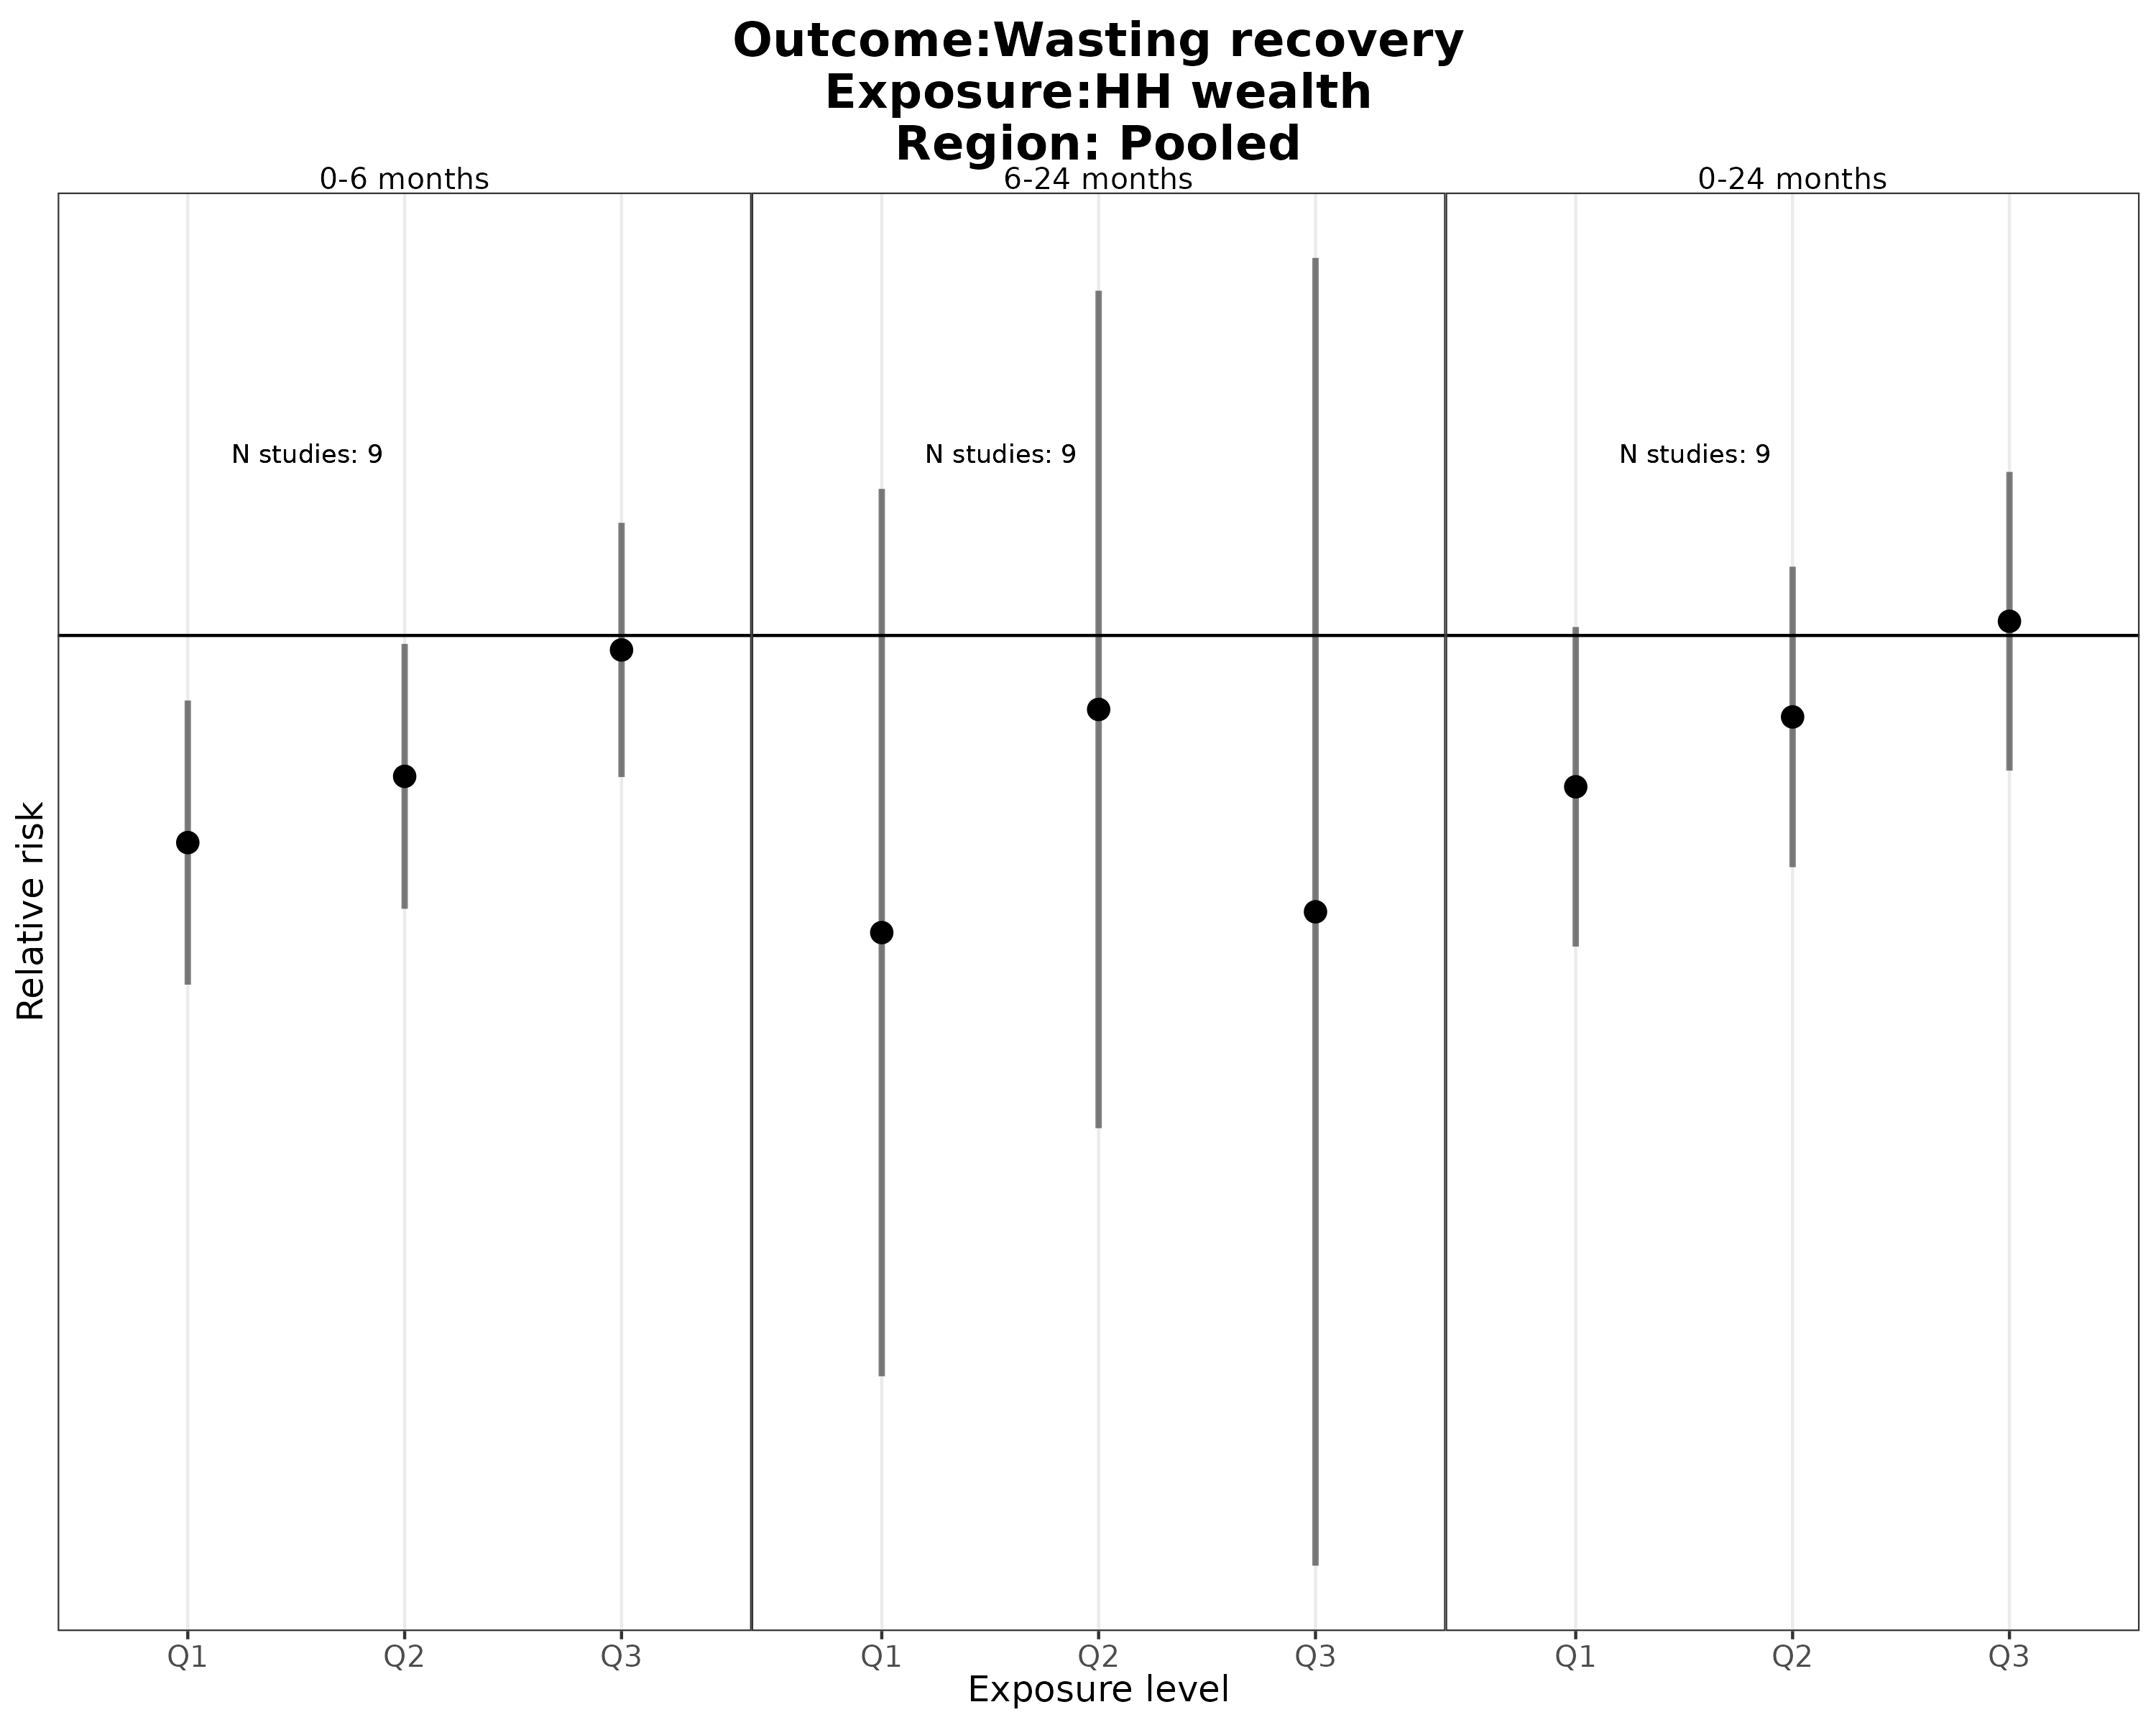 Outcome:Wasting recovery
Exposure:HH wealth
Region: Pooled
0-6 months
6-24 months
0-24 months
N studies: 9
N studies: 9
N studies: 9
Relative risk
Q1
Q2
Q3
Q1
Q2
Q3
Q1
Q2
Q3
Exposure level